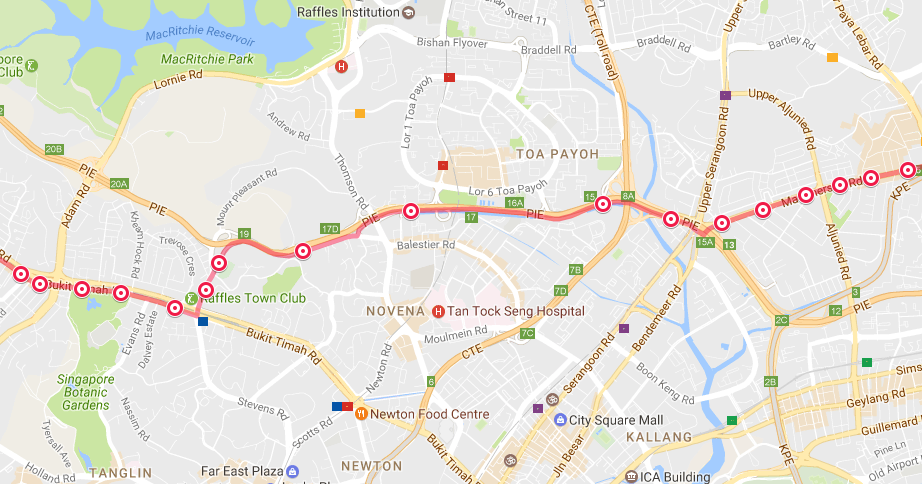 Raffles Institution
Bishan Street 11
Upper
MacRitchie Reservoir
Bishan Flyover
Braddell Rd
CTE (Toll road)
Braddell Rd
Bartley Rd
Paya Lebar Rd
MacRitchie Park
Club
Lornie Rd
H
Lor 1 Toa Payoh
Upper Serangoon Rd
Upper Aljunied Rd
Andrew Rd
20B
PIE
TOA PAYOH
Thomson Rd
20A
Mount Pleasant Rd
Lor 6 Toa Payoh
Adam Rd
PIE
Kheam Hock Rd
17D
PIE
16A
17
PIE
15
8A
PIE
KPE
19
15A
13
Aljunied Rd
Trevose Cres
Balestier Rd
7B
Rd
Bukit Timah Rd
7D
Raffles Town Club
NOVENA
H
Tan Tock Seng Hospital
3
12
PIE
2C
Evans Rd
Dalvey Estate
Bukit Timah Rd
Moulmein Rd
7C
CTE
Serangoon Rd
Bendemeer Rd
Newton Rd
Singapore
Botanic
Gardens
6
Boon Keng Rd
2B
Sims
Geylang Rd
Nassim Rd
Stevens Rd
Scotts Rd
Newton Food Centre
City Square Mall
Guillemard
Tyersall Ave
KALLANG
KPE
Pine Ln
Holland Rd
TANGLIN
Far East Plaza
NEWTON
Bukit Timah
Jln Besar
ICA Building
Old Airport